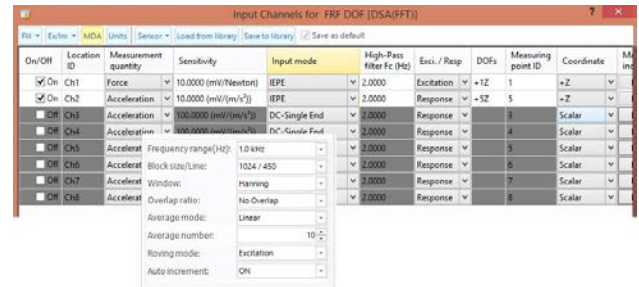 Input Channels for FRF DOF [DSA(FFT)]
? ×
Fill Ex/Im MDA Units Sensor Load from library Save to library Save as default
On/Off Location ID Measurement quantity Sensitivity Input mode High-Pass filter Fc (Hz) Exci. / Resp DOFs Measuring point ID Coordinate
On Ch1 Force 10.0000 (mV/Newton) IEPE 2.0000 Excitation +1Z 1 +Z
On Ch2 Acceleration 10.0000 (mV/(m/s²)) IEPE 2.0000 Response +5Z 5 +Z
Off Ch3 Acceleration 100.0000 (mV/(m/s²)) DC-Single End 2.0000 Response 3 Scalar
Off Ch4 Acceleration 100.0000 (mV/(m/s²)) DC-Single End 2.0000 Response 4 Scalar
Off Ch5 Accelerat 2.0000 Response 5 Scalar
Off Ch6 Accelerat 2.0000 Response 6 Scalar
Off Ch7 Accelerat 2.0000 Response 7 Scalar
Off Ch8 Accelerat 2.0000 Response 8 Scalar
Frequency range(Hz): 1.0 kHz
Block size/Line: 1024 / 450
Window: Hanning
Overlap ratio: No Overlap
Average mode: Linear
Average number: 10
Roving mode: Excitation
Auto increment: ON